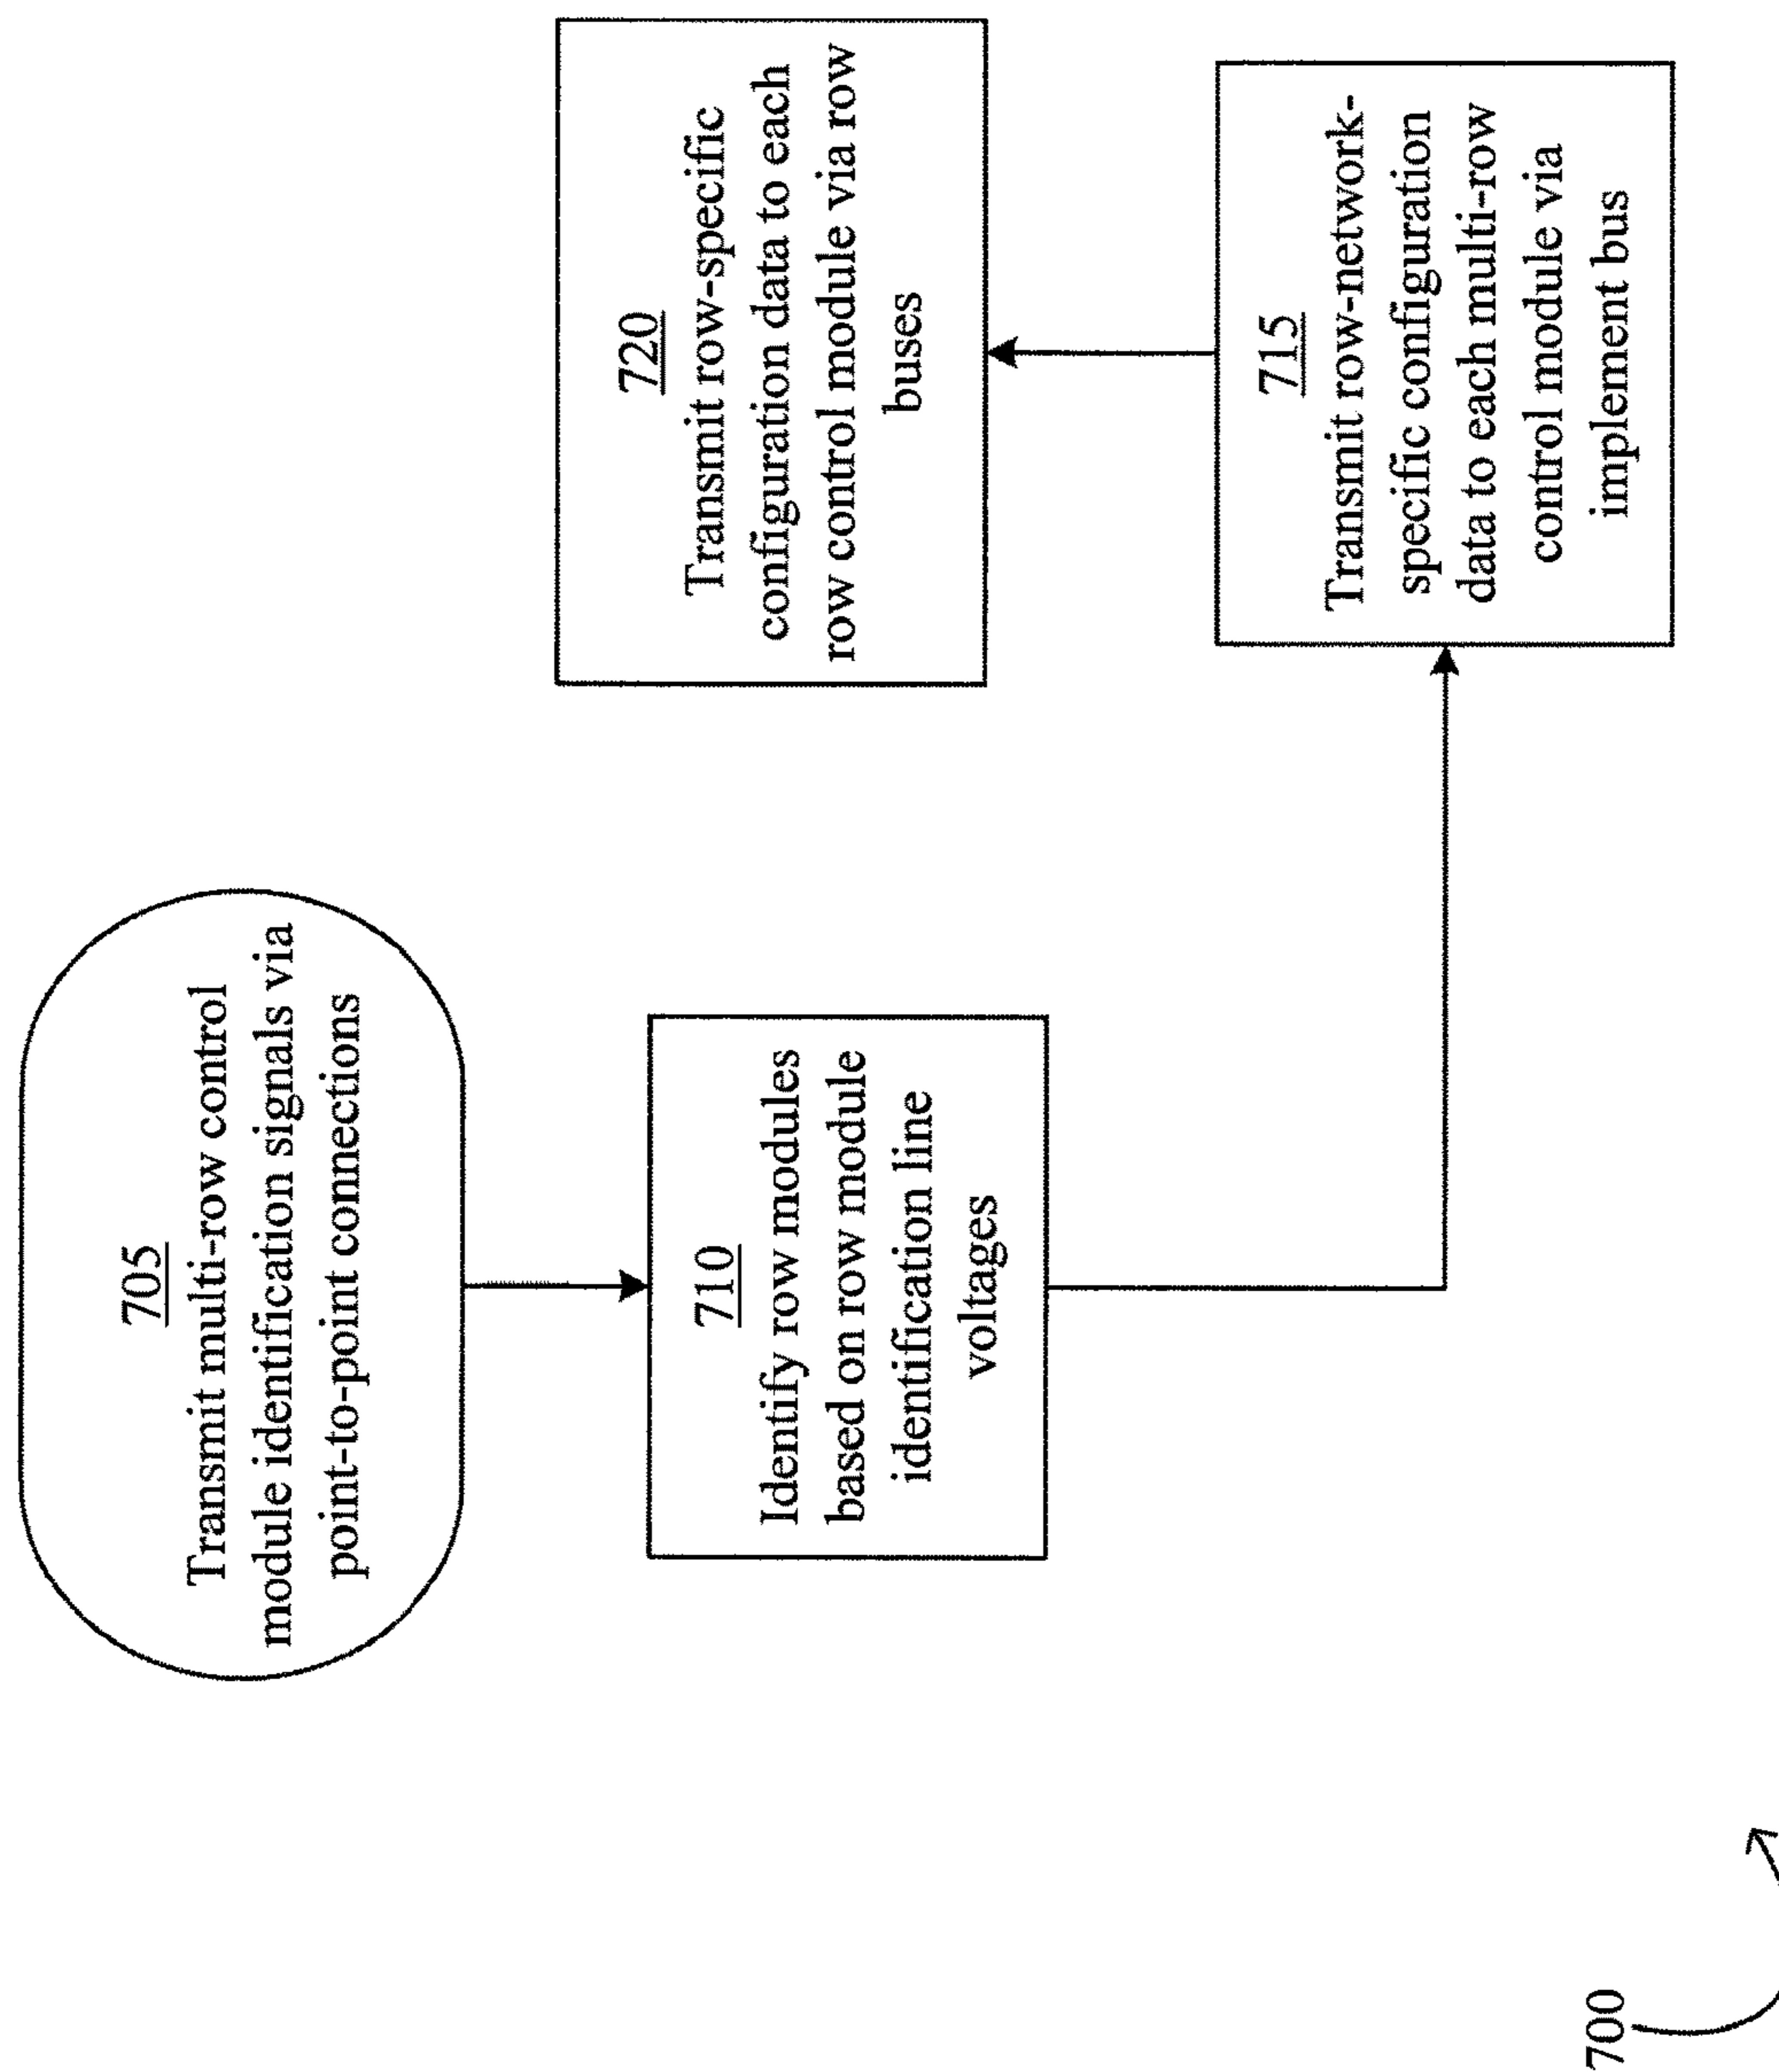 705
Transmit multi-row control
module identification signals via
point-to-point connections
710
Identify row modules
based on row module
identification line
voltages
715
Transmit row-network-
specific configuration
data to each multi-row
control module via
implement bus
720
Transmit row-specific
configuration data to each
row control module via row
buses
700